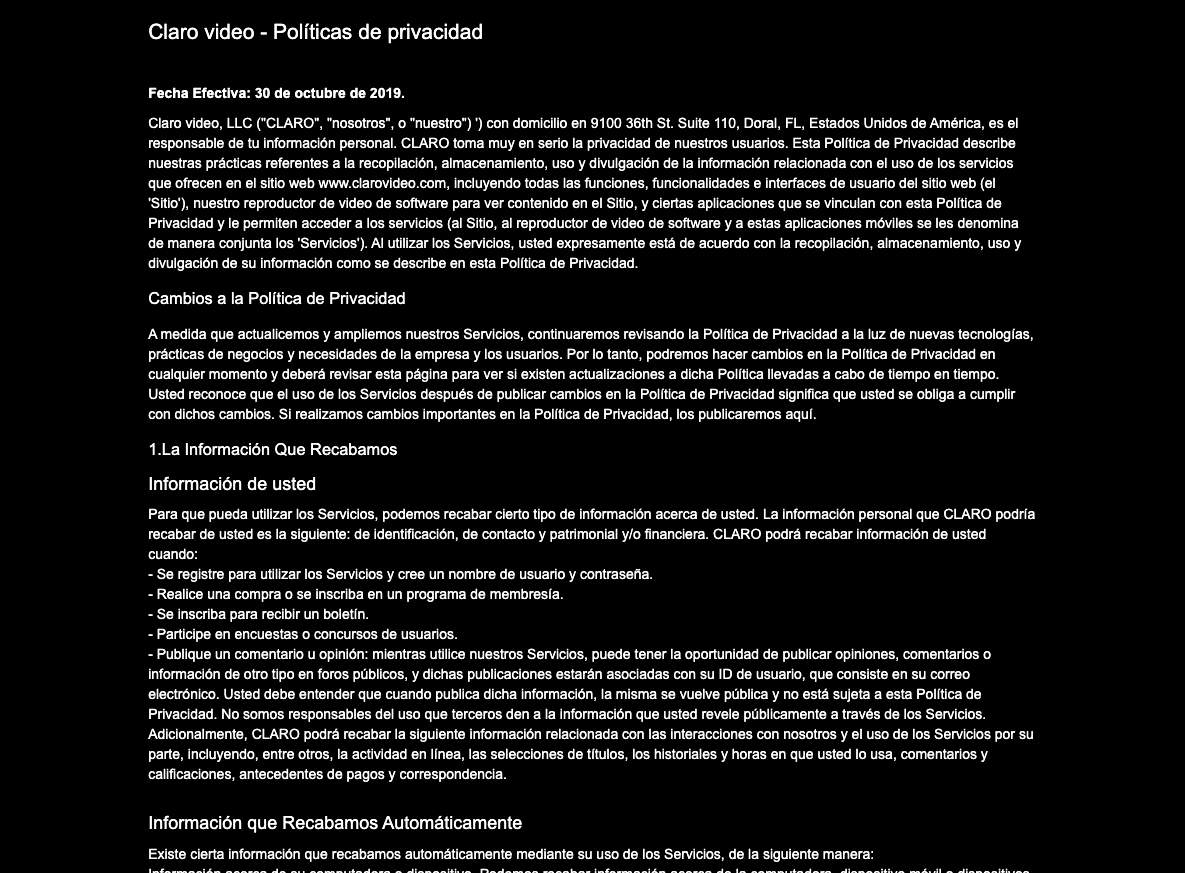 Claro video - Políticas de privacidad
Fecha Efectiva: 30 de octubre de 2019.
Claro video, LLC ("CLARO", "nosotros", o "nuestro") ') con domicilio en 9100 36th St. Suite 110, Doral, FL, Estados Unidos de América, es el
responsable de tu información personal. CLARO toma muy en serio la privacidad de nuestros usuarios. Esta Política de Privacidad describe
nuestras prácticas referentes a la recopilación, almacenamiento, uso y divulgación de la información relacionada con el uso de los servicios
que ofrecen en el sitio web www.clarovideo.com, incluyendo todas las funciones, funcionalidades e interfaces de usuario del sitio web (el
'Sitio'), nuestro reproductor de video de software para ver contenido en el Sitio, y ciertas aplicaciones que se vinculan con esta Política de
Privacidad y le permiten acceder a los servicios (al Sitio, al reproductor de video de software y a estas aplicaciones móviles se les denomina
de manera conjunta los 'Servicios'). Al utilizar los Servicios, usted expresamente está de acuerdo con la recopilación, almacenamiento, uso y
divulgación de su información como se describe en esta Política de Privacidad.
Cambios a la Política de Privacidad
A medida que actualicemos y ampliemos nuestros Servicios, continuaremos revisando la Política de Privacidad a la luz de nuevas tecnologías,
prácticas de negocios y necesidades de la empresa y los usuarios. Por lo tanto, podremos hacer cambios en la Política de Privacidad en
cualquier momento y deberá revisar esta página para ver si existen actualizaciones a dicha Política llevadas a cabo de tiempo en tiempo.
Usted reconoce que el uso de los Servicios después de publicar cambios en la Política de Privacidad significa que usted se obliga a cumplir
con dichos cambios. Si realizamos cambios importantes en la Política de Privacidad, los publicaremos aquí.
1.La Información Que Recabamos
Información de usted
Para que pueda utilizar los Servicios, podemos recabar cierto tipo de información acerca de usted. La información personal que CLARO podría
recabar de usted es la siguiente: de identificación, de contacto y patrimonial y/o financiera. CLARO podrá recabar información de usted
cuando:
- Se registre para utilizar los Servicios y cree un nombre de usuario y contraseña.
- Realice una compra o se inscriba en un programa de membresía.
- Se inscriba para recibir un boletín.
- Participe en encuestas o concursos de usuarios.
- Publique un comentario u opinión: mientras utilice nuestros Servicios, puede tener la oportunidad de publicar opiniones, comentarios o
información de otro tipo en foros públicos, y dichas publicaciones estarán asociadas con su ID de usuario, que consiste en su correo
electrónico. Usted debe entender que cuando publica dicha información, la misma se vuelve pública y no está sujeta a esta Política de
Privacidad. No somos responsables del uso que terceros den a la información que usted revele públicamente a través de los Servicios.
Adicionalmente, CLARO podrá recabar la siguiente información relacionada con las interacciones con nosotros y el uso de los Servicios por su
parte, incluyendo, entre otros, la actividad en línea, las selecciones de títulos, los historiales y horas en que usted lo usa, comentarios y
calificaciones, antecedentes de pagos y correspondencia.
Información que Recabamos Automáticamente
Existe cierta información que recabamos automáticamente mediante su uso de los Servicios, de la siguiente manera:
Información acerca de su computadora o dispositivo. Podemos recabar información acerca de la computadora, dispositivo móvil o dispositivos